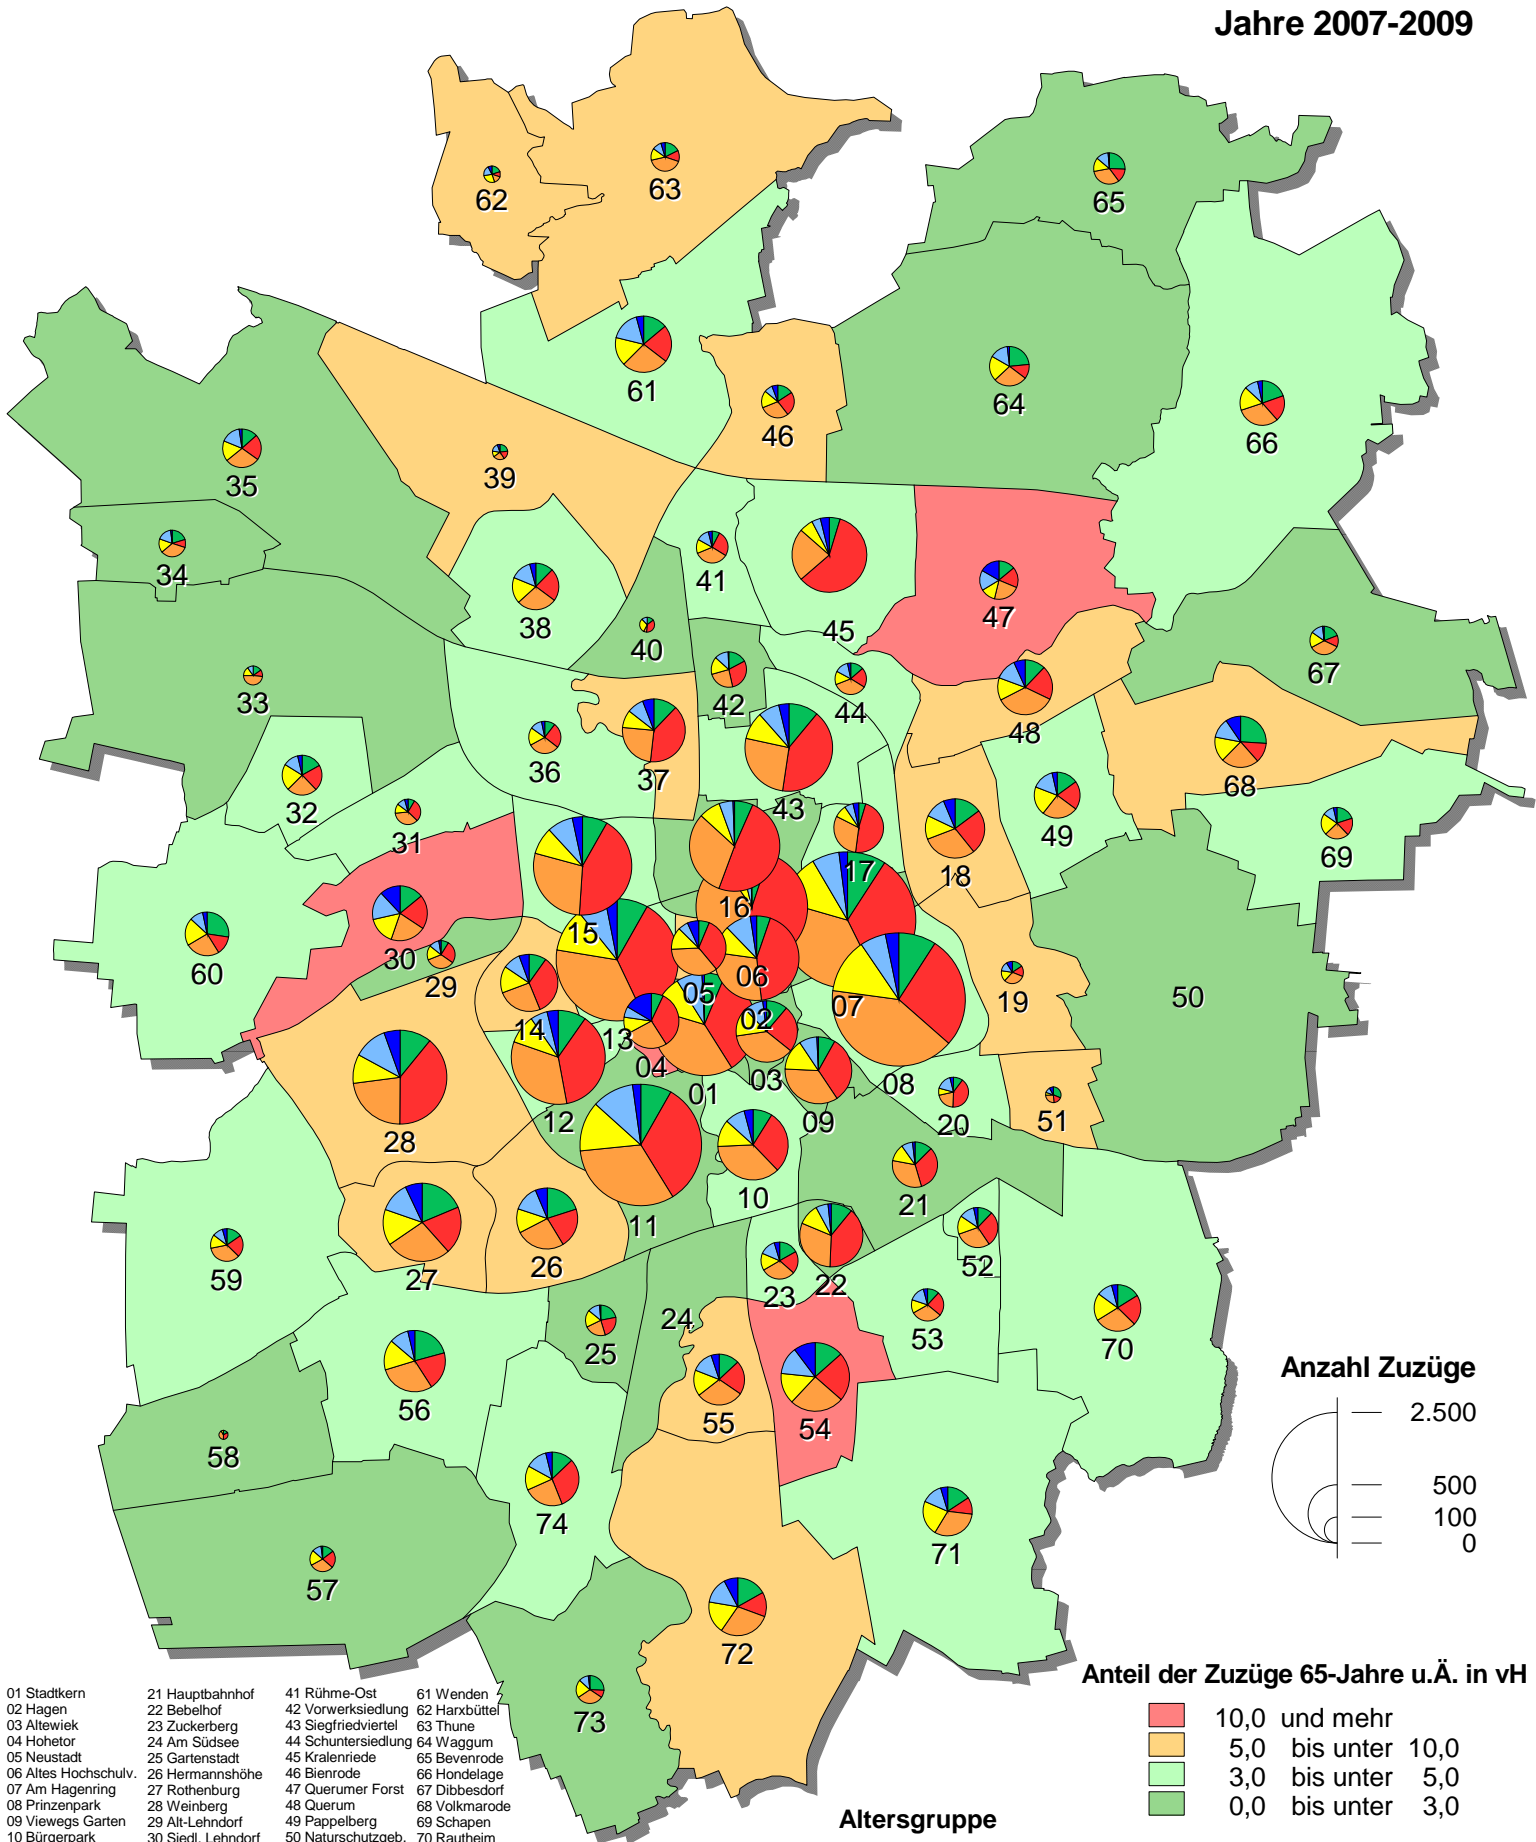 Jahre 2007-2009
62
63
65
61
46
64
66
35
39
34
38
41
45
47
40
42
44
48
67
33
36
37
43
68
32
31
49
69
17
18
15
16
60
30
29
05
06
50
14
13
02
07
19
04
01
03
08
28
12
09
20
51
10
21
11
59
27
26
23
22
52
24
25
53
70
56
55
54
58
74
71
57
72
73
Anzahl Zuzüge
2.500
500
100
0
Anteil der Zuzüge 65-Jahre u.Ä. in vH
10,0 und mehr
5,0 bis unter 10,0
3,0 bis unter 5,0
0,0 bis unter 3,0
Altersgruppe
01 Stadtkern
02 Hagen
03 Altewiek
04 Hohetor
05 Neustadt
06 Altes Hochschulv.
07 Am Hagenring
08 Prinzenpark
09 Viewegs Garten
10 Bürgerpark
21 Hauptbahnhof
22 Bebelhof
23 Zuckerberg
24 Am Südsee
25 Gartenstadt
26 Hermannshöhe
27 Rothenburg
28 Weinberg
29 Alt-Lehndorf
30 Siedl. Lehndorf
41 Rühme-Ost
42 Vorwerksiedlung
43 Siegfriedviertel
44 Schuntersiedlung
45 Kralenriede
46 Bienrode
47 Querumer Forst
48 Querum
49 Pappelberg
50 Naturschutzgeb.
61 Wenden
62 Harxbüttel
63 Thune
64 Waggum
65 Bevenrode
66 Hondelage
67 Dibbesdorf
68 Volkmarode
69 Schapen
70 Rautheim